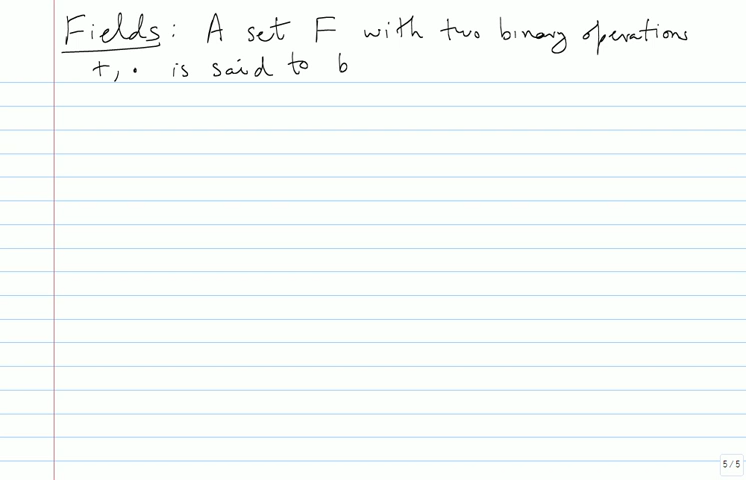 Fields: A set F with two binary operations
+, · is said to b
5/5